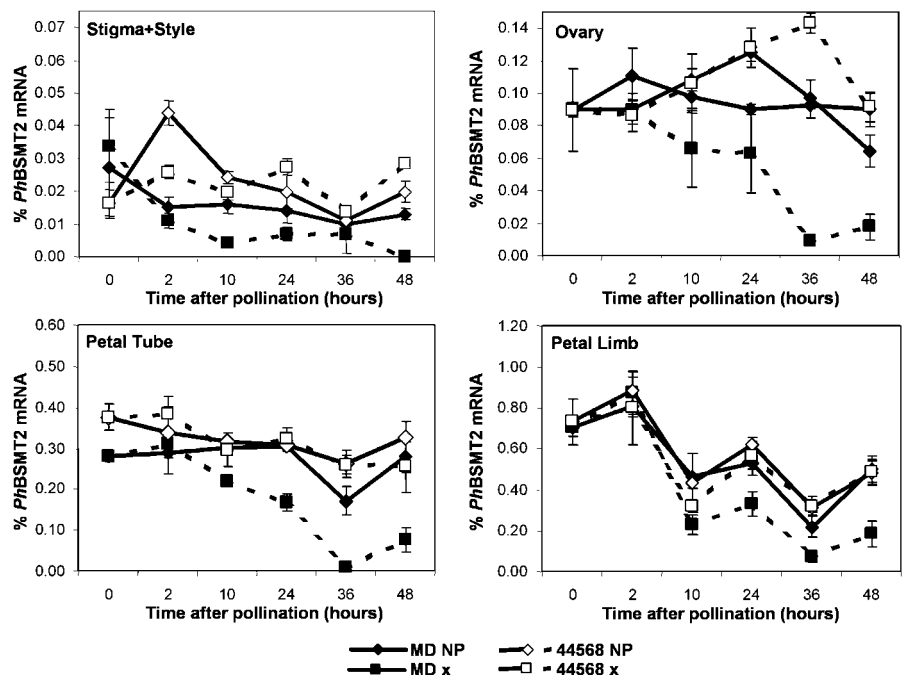 Stigma+Style
% PhBSMT2 mRNA
0.07
0.06
0.05
0.04
0.03
0.02
0.01
0.00
0 2 10 24 36 48
Time after pollination (hours)
Ovary
% PhBSMT2 mRNA
0.14
0.12
0.10
0.08
0.06
0.04
0.02
0.00
0 2 10 24 36 48
Time after pollination (hours)
Petal Tube
% PhBSMT2 mRNA
0.60
0.50
0.40
0.30
0.20
0.10
0.00
0 2 10 24 36 48
Time after pollination (hours)
Petal Limb
% PhBSMT2 mRNA
1.20
1.00
0.80
0.60
0.40
0.20
0.00
0 2 10 24 36 48
Time after pollination (hours)
MD NP 44568 NP
MD x 44568 x